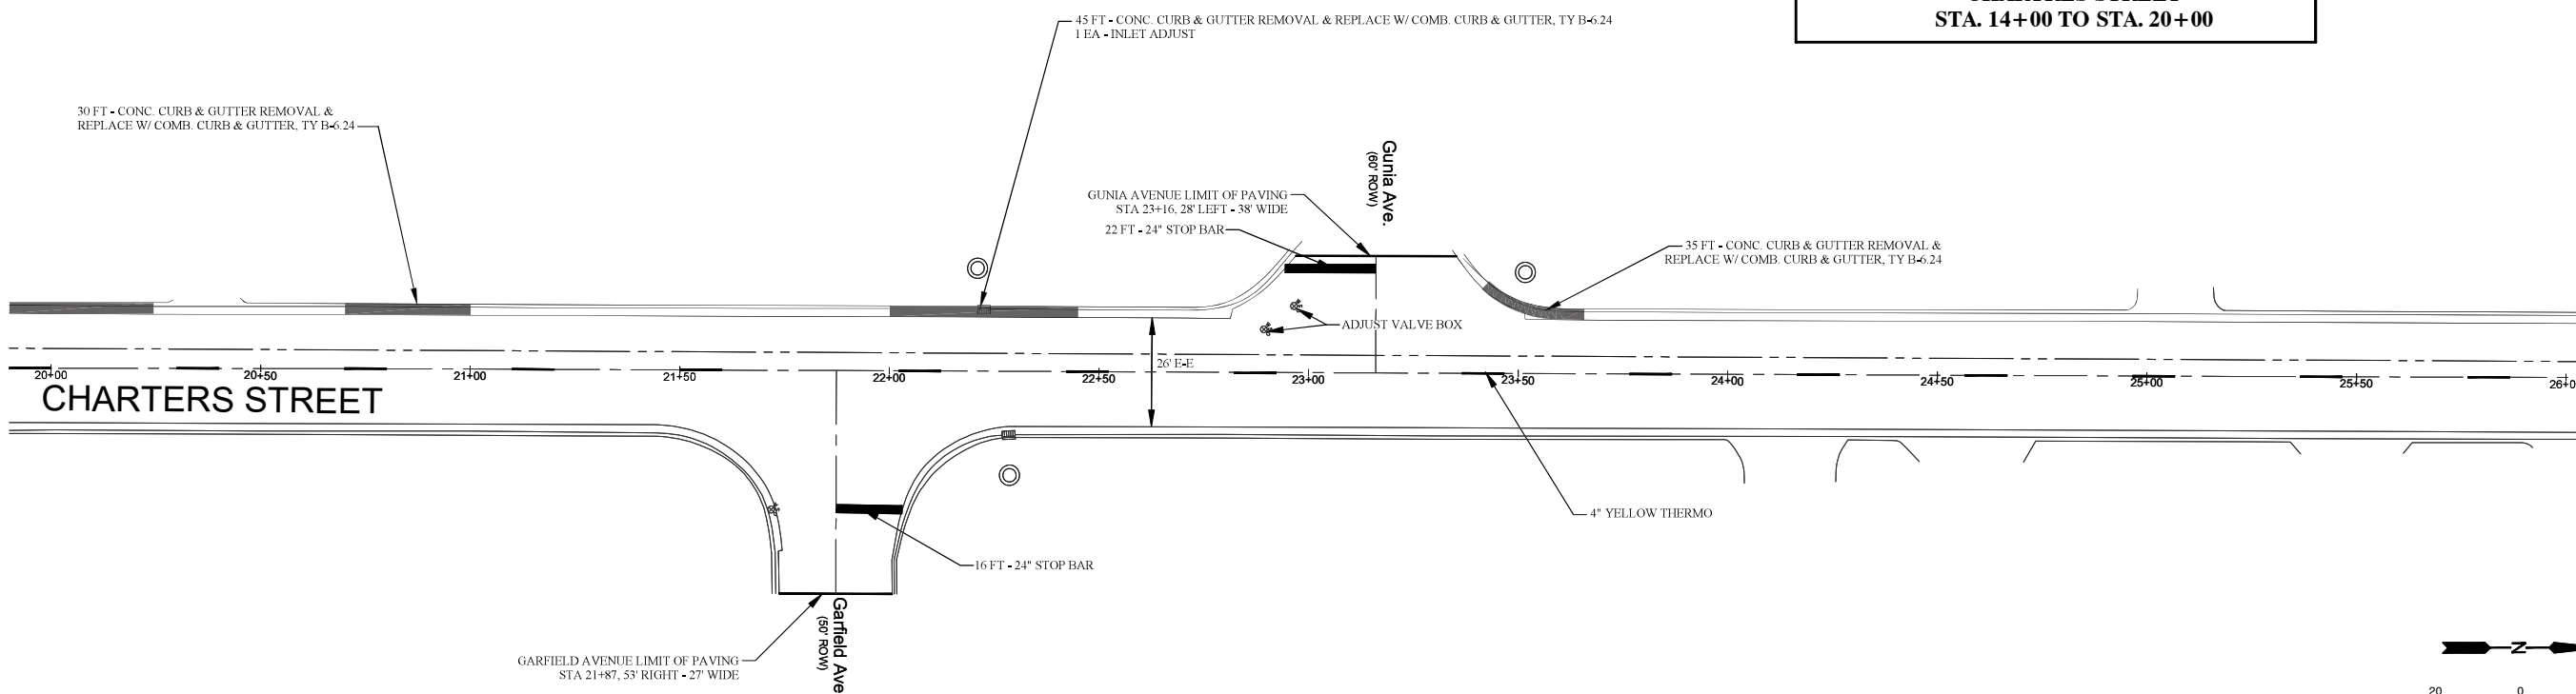 STA. 14+00 TO STA. 20+00
45 FT - CONC. CURB & GUTTER REMOVAL & REPLACE W/ COMB. CURB & GUTTER, TY B-6.24
1 EA - INLET ADJUST
30 FT - CONC. CURB & GUTTER REMOVAL &
REPLACE W/ COMB. CURB & GUTTER, TY B-6.24
Gunia Ave.
(60' ROW)
GUNIA AVENUE LIMIT OF PAVING
STA 23+16, 28' LEFT - 38' WIDE
22 FT - 24" STOP BAR
35 FT - CONC. CURB & GUTTER REMOVAL &
REPLACE W/ COMB. CURB & GUTTER, TY B-6.24
ADJUST VALVE BOX
26' E-E
20+00 20+50 21+00 21+50 22+00 22+50 23+00 23+50 24+00 24+50 25+00 25+50 26+0
CHARTERS STREET
4" YELLOW THERMO
16 FT - 24" STOP BAR
Garfield Ave
(50' ROW)
GARFIELD AVENUE LIMIT OF PAVING
STA 21+87, 53' RIGHT - 27' WIDE
N
20 0